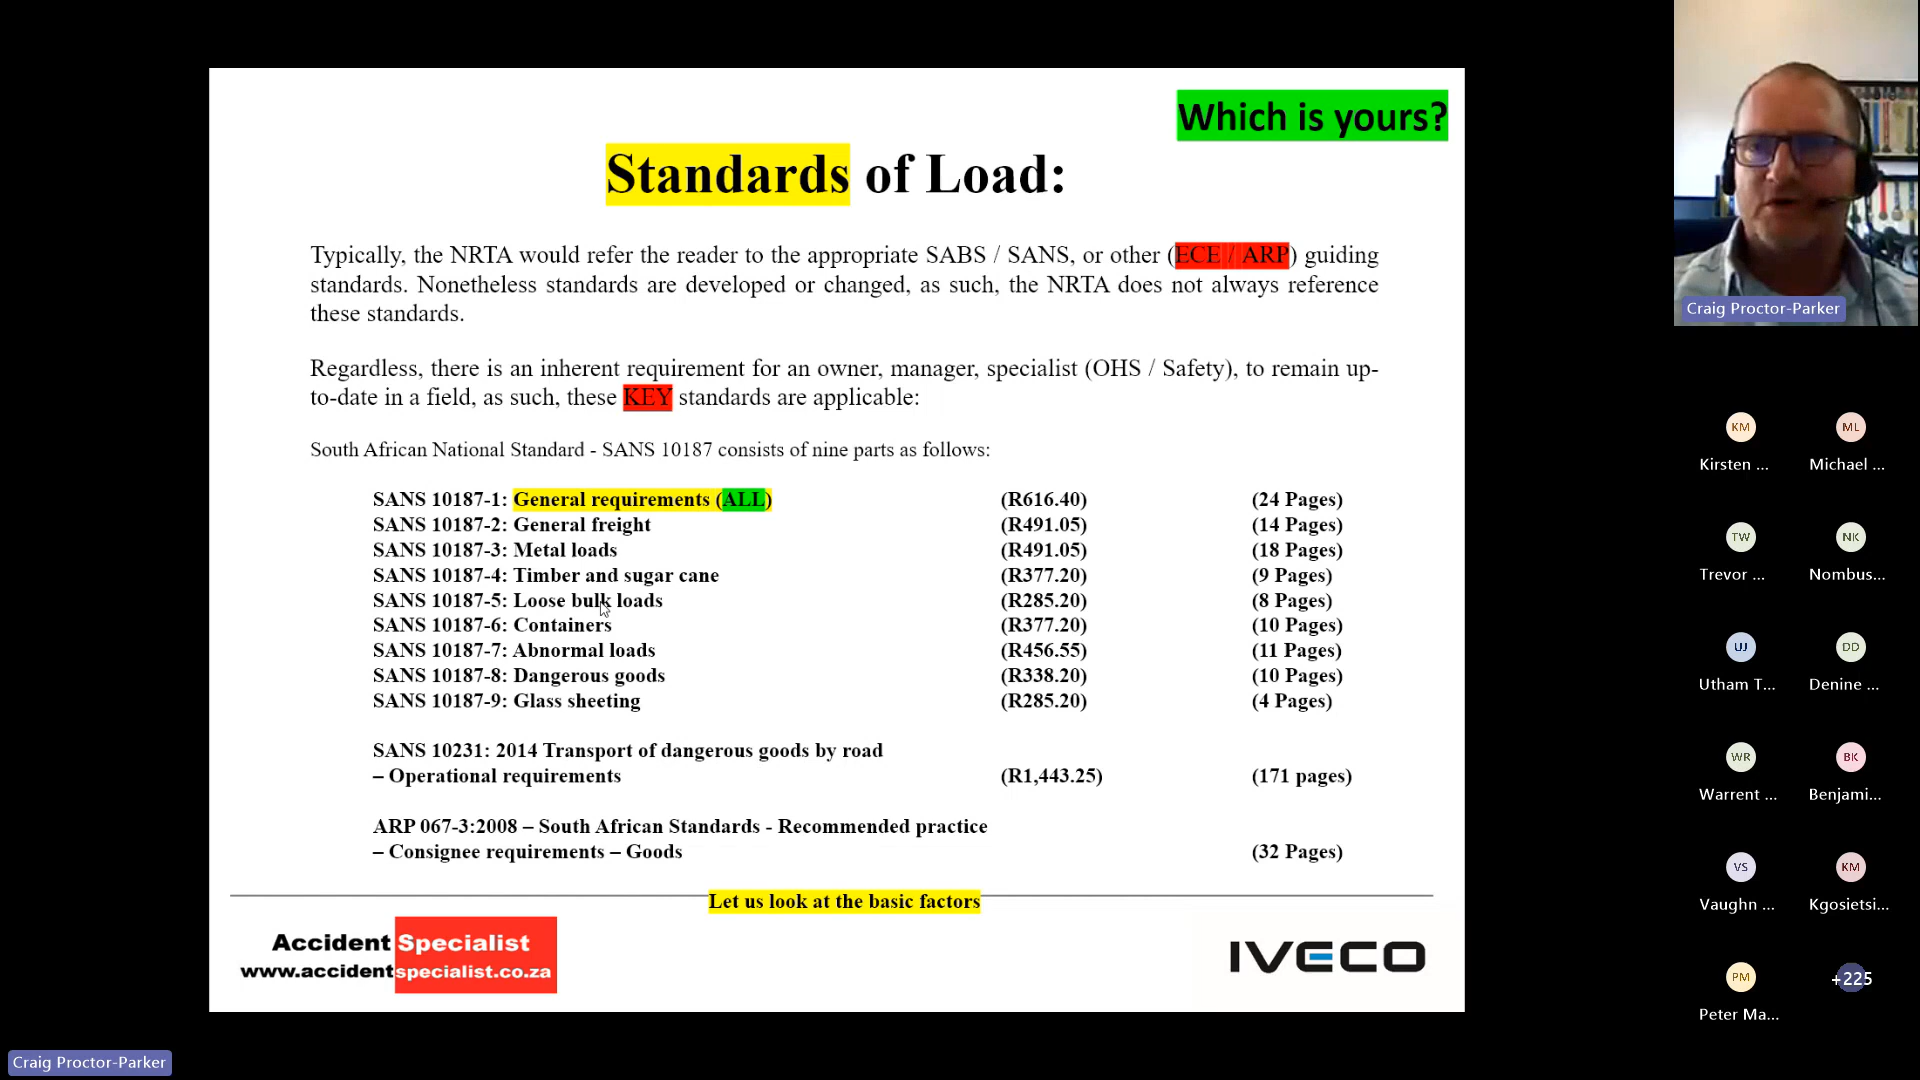 Which is yours?
Standards of Load:
Typically, the NRTA would refer the reader to the appropriate SABS / SANS, or other (ECE / ARP) guiding
standards. Nonetheless standards are developed or changed, as such, the NRTA does not always reference
these standards.
Regardless, there is an inherent requirement for an owner, manager, specialist (OHS / Safety), to remain up-
to-date in a field, as such, these KEY standards are applicable:
South African National Standard - SANS 10187 consists of nine parts as follows:
SANS 10187-1: General requirements (ALL) (R616.40) (24 Pages)
SANS 10187-2: General freight (R491.05) (14 Pages)
SANS 10187-3: Metal loads (R491.05) (18 Pages)
SANS 10187-4: Timber and sugar cane (R377.20) (9 Pages)
SANS 10187-5: Loose bulk loads (R285.20) (8 Pages)
SANS 10187-6: Containers (R377.20) (10 Pages)
SANS 10187-7: Abnormal loads (R456.55) (11 Pages)
SANS 10187-8: Dangerous goods (R338.20) (10 Pages)
SANS 10187-9: Glass sheeting (R285.20) (4 Pages)
SANS 10231: 2014 Transport of dangerous goods by road
– Operational requirements (R1,443.25) (171 pages)
ARP 067-3:2008 – South African Standards - Recommended practice
– Consignee requirements – Goods (32 Pages)
Let us look at the basic factors
Accident Specialist
www.accidentspecialist.co.za
IVECO
Craig Proctor-Parker
KM ML
Kirsten ... Michael ...
TW NK
Trevor ... Nombus...
UJ DD
Utham T... Denine ...
WR BK
Warrent ... Benjami...
VS KM
Vaughn ... Kgosietsi...
PM +225
Peter Ma...
Craig Proctor-Parker